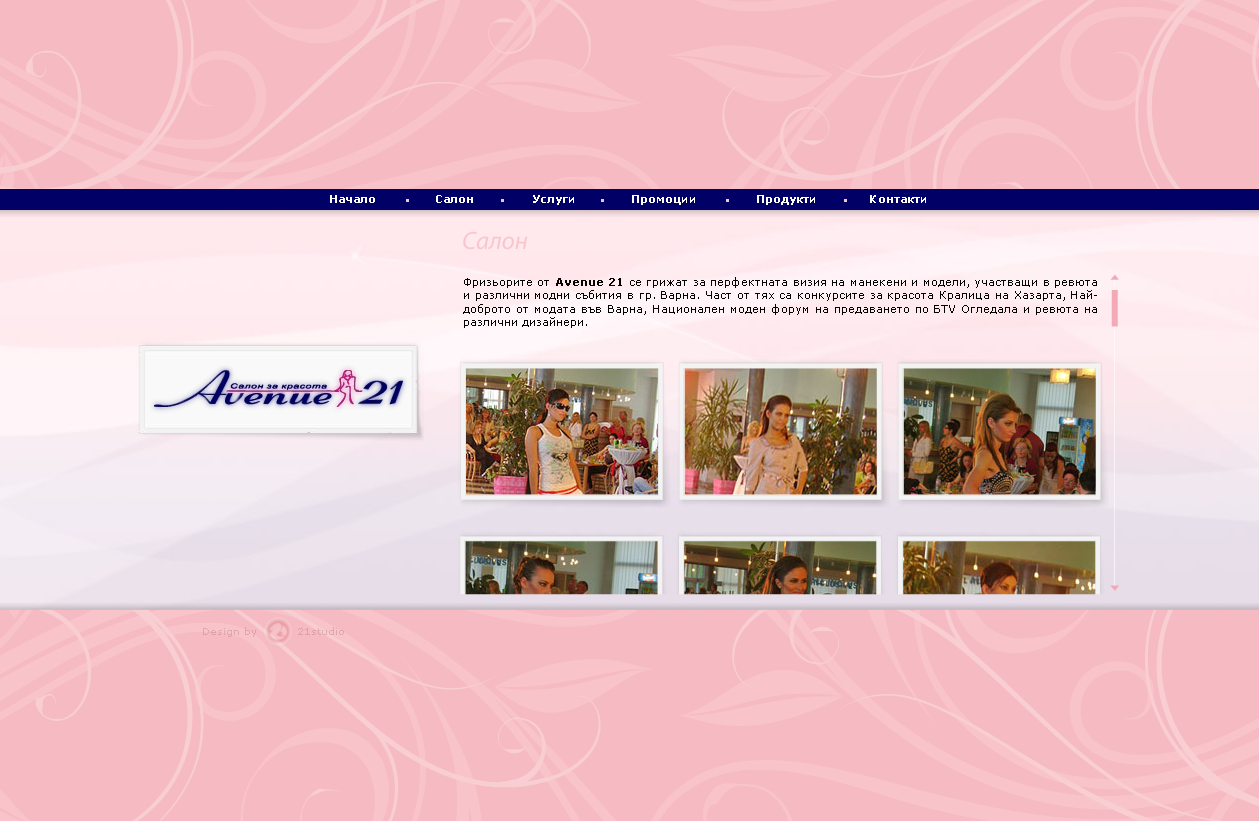 Начало Салон Услуги Промоции Продукти Контакти
Салон
Фризьорите от Avenue 21 се грижат за перфектната визия на манекени и модели, участващи в ревюта
и различни модни събития в гр. Варна. Част от тях са конкурсите за красота Кралица на Хазарта, Най-
доброто от модата във Варна, Национален моден форум на предаването по БТV Огледала и ревюта на
различни дизайнери.
Салон за красота
Avenue 21
Design by 21studio